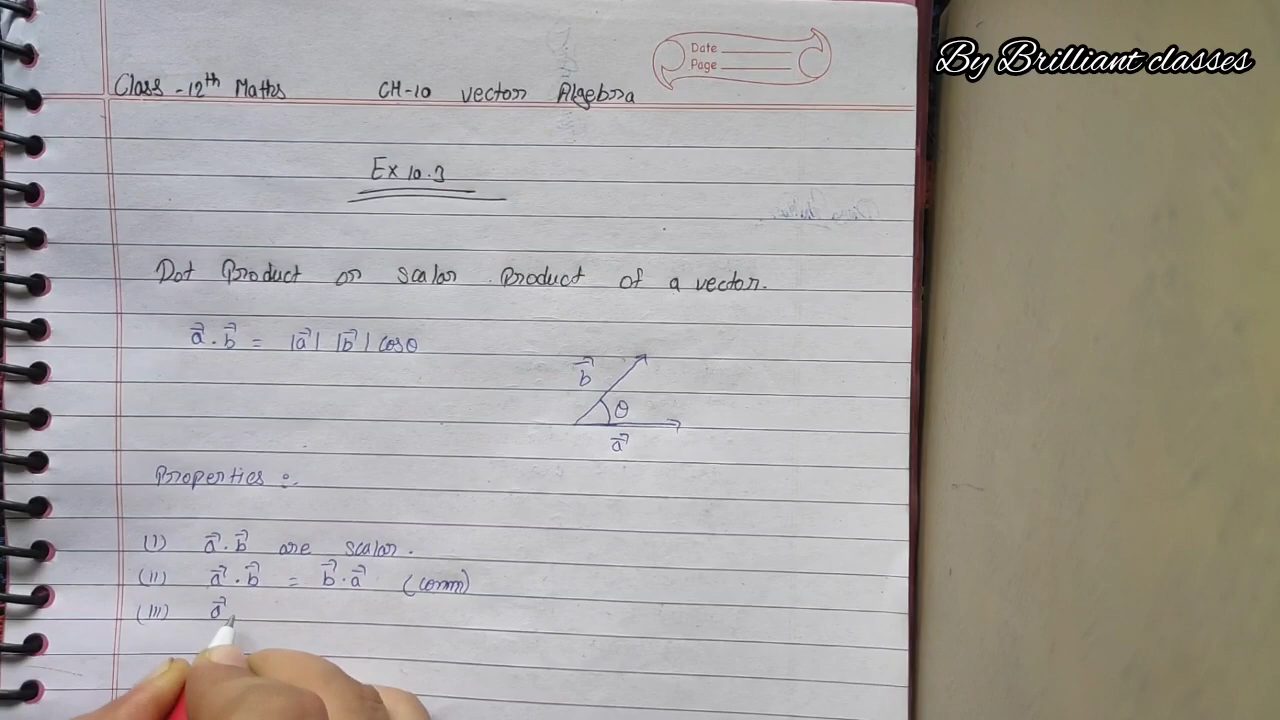 By Brilliant classes
Date
Page
Class - 12th Maths CH-10 vector Algebra
Ex 10.3
Dot Product or scalar Product of a vector.
a⃗ . b⃗ = |a⃗| |b⃗| cosθ
b⃗
θ
a⃗
Properties :-
(I) a⃗ . b⃗ are scalar.
(II) a⃗ . b⃗ = b⃗ . a⃗ (comm)
(III) a⃗